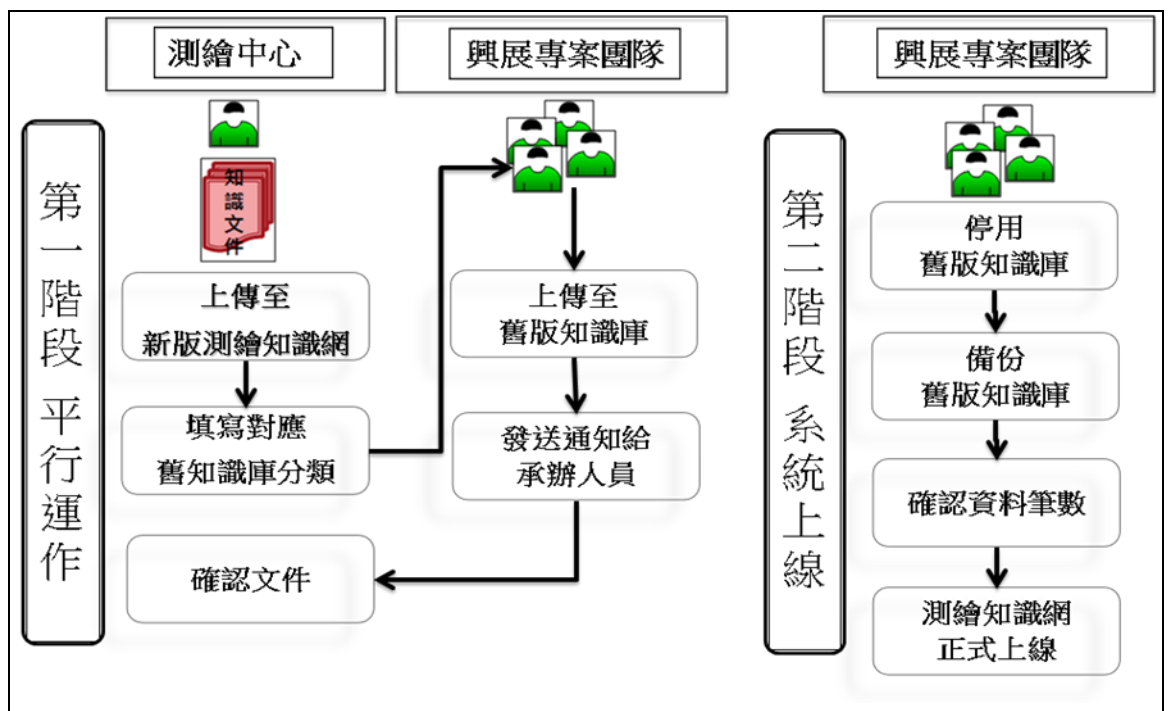 測繪中心
興展專案團隊
第一階段 平行運作
知識文件
上傳至
新版測繪知識網
填寫對應
舊知識庫分類
上傳至
舊版知識庫
發送通知給
承辦人員
確認文件
興展專案團隊
第二階段 系統上線
停用
舊版知識庫
備份
舊版知識庫
確認資料筆數
測繪知識網
正式上線